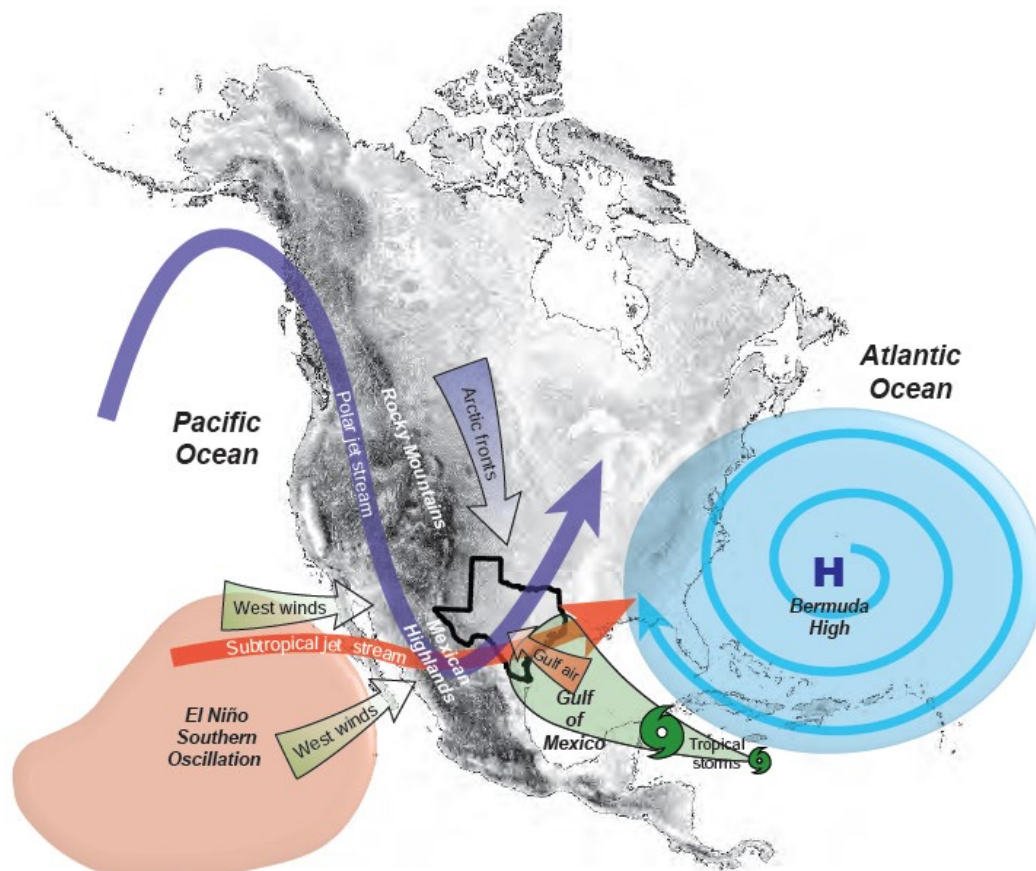 Atlantic
Ocean
Pacific
Ocean
Polar jet stream
Rocky Mountains
Arctic fronts
H
Bermuda
High
West winds
Subtropical jet stream
Mexican
Highlands
Gulf air
Gulf
of
Mexico
El Niño
Southern
Oscillation
West winds
Tropical
storms